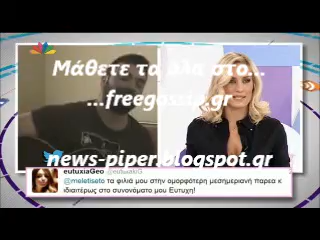 Μάθετε τα όλα στο...
...freegossip.gr
news-piper.blogspot.gr
eutuxiaGeo @eutuxiaG
@meletiseto τα φιλιά μου στην ομορφότερη μεσημεριανή παρεα κ
ιδιαιτέρως στο συνονόματο μου Ευτυχη!